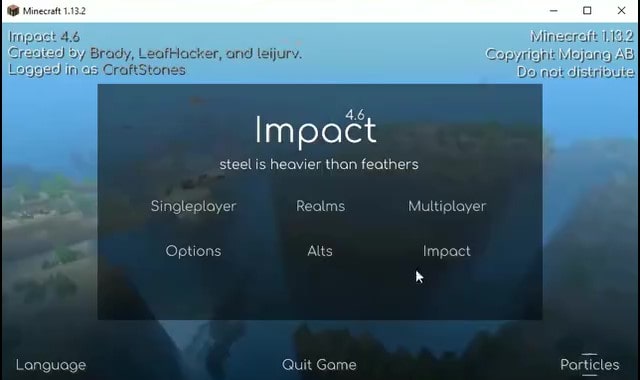 Minecraft 1.13.2
Impact 4.6
Created by Brady, LeafHacker, and leijurv.
Logged in as CraftStones
Minecraft 1.13.2
Copyright Mojang AB
Do not distribute
Impact 4.6
steel is heavier than feathers
Singleplayer Realms Multiplayer
Options Alts Impact
Language Quit Game Particles